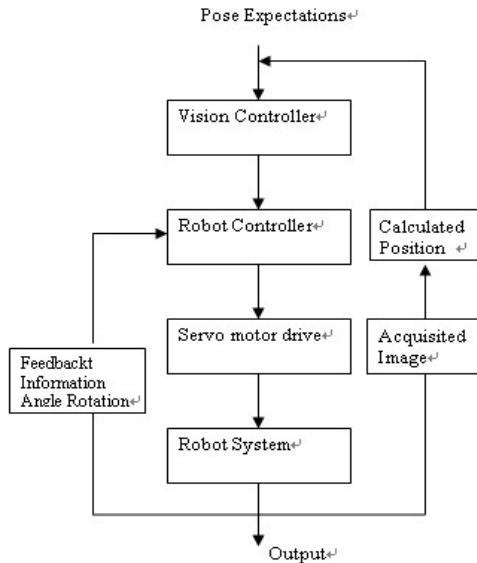 Pose Expectations↵
Vision Controller↵
Robot Controller↵
Calculated
Position ↵
Servo motor drive↵
Acquisited
Image↵
Feedbackt
Information
Angle Rotation↵
Robot System↵
Output↵